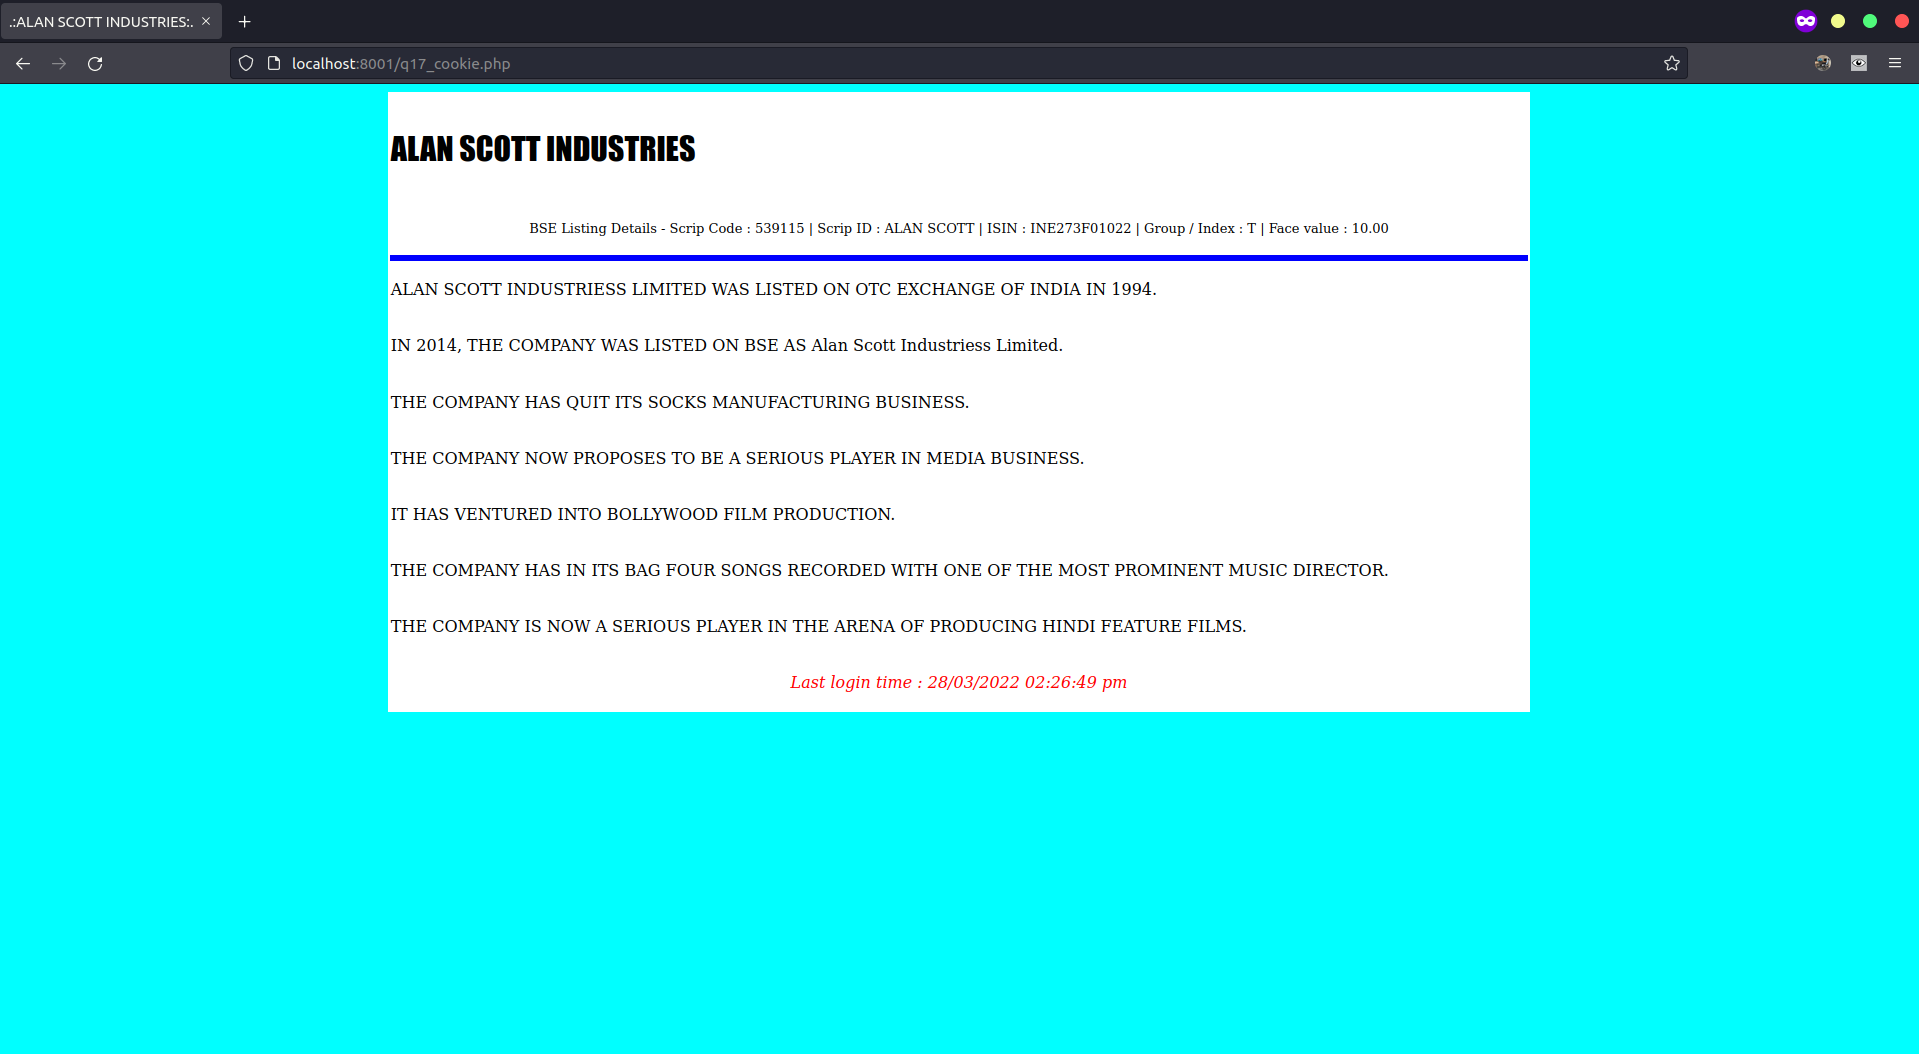 .:ALAN SCOTT INDUSTRIES:.
localhost:8001/q17_cookie.php
ALAN SCOTT INDUSTRIES
BSE Listing Details - Scrip Code : 539115 | Scrip ID : ALAN SCOTT | ISIN : INE273F01022 | Group / Index : T | Face value : 10.00
ALAN SCOTT INDUSTRIESS LIMITED WAS LISTED ON OTC EXCHANGE OF INDIA IN 1994.
IN 2014, THE COMPANY WAS LISTED ON BSE AS Alan Scott Industriess Limited.
THE COMPANY HAS QUIT ITS SOCKS MANUFACTURING BUSINESS.
THE COMPANY NOW PROPOSES TO BE A SERIOUS PLAYER IN MEDIA BUSINESS.
IT HAS VENTURED INTO BOLLYWOOD FILM PRODUCTION.
THE COMPANY HAS IN ITS BAG FOUR SONGS RECORDED WITH ONE OF THE MOST PROMINENT MUSIC DIRECTOR.
THE COMPANY IS NOW A SERIOUS PLAYER IN THE ARENA OF PRODUCING HINDI FEATURE FILMS.
Last login time : 28/03/2022 02:26:49 pm